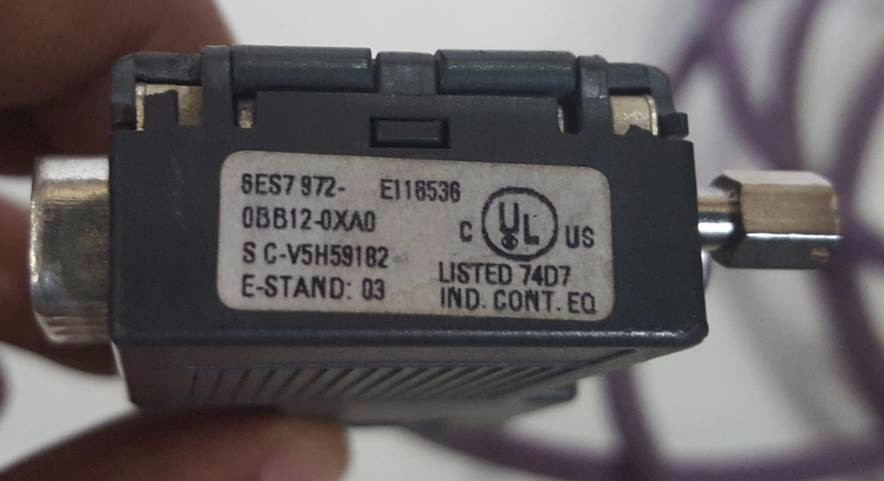 6ES7 972- E116536
0BB12-0XA0
S C-V5H59182
E-STAND: 03
C UL US
LISTED 74D7
IND. CONT. EQ